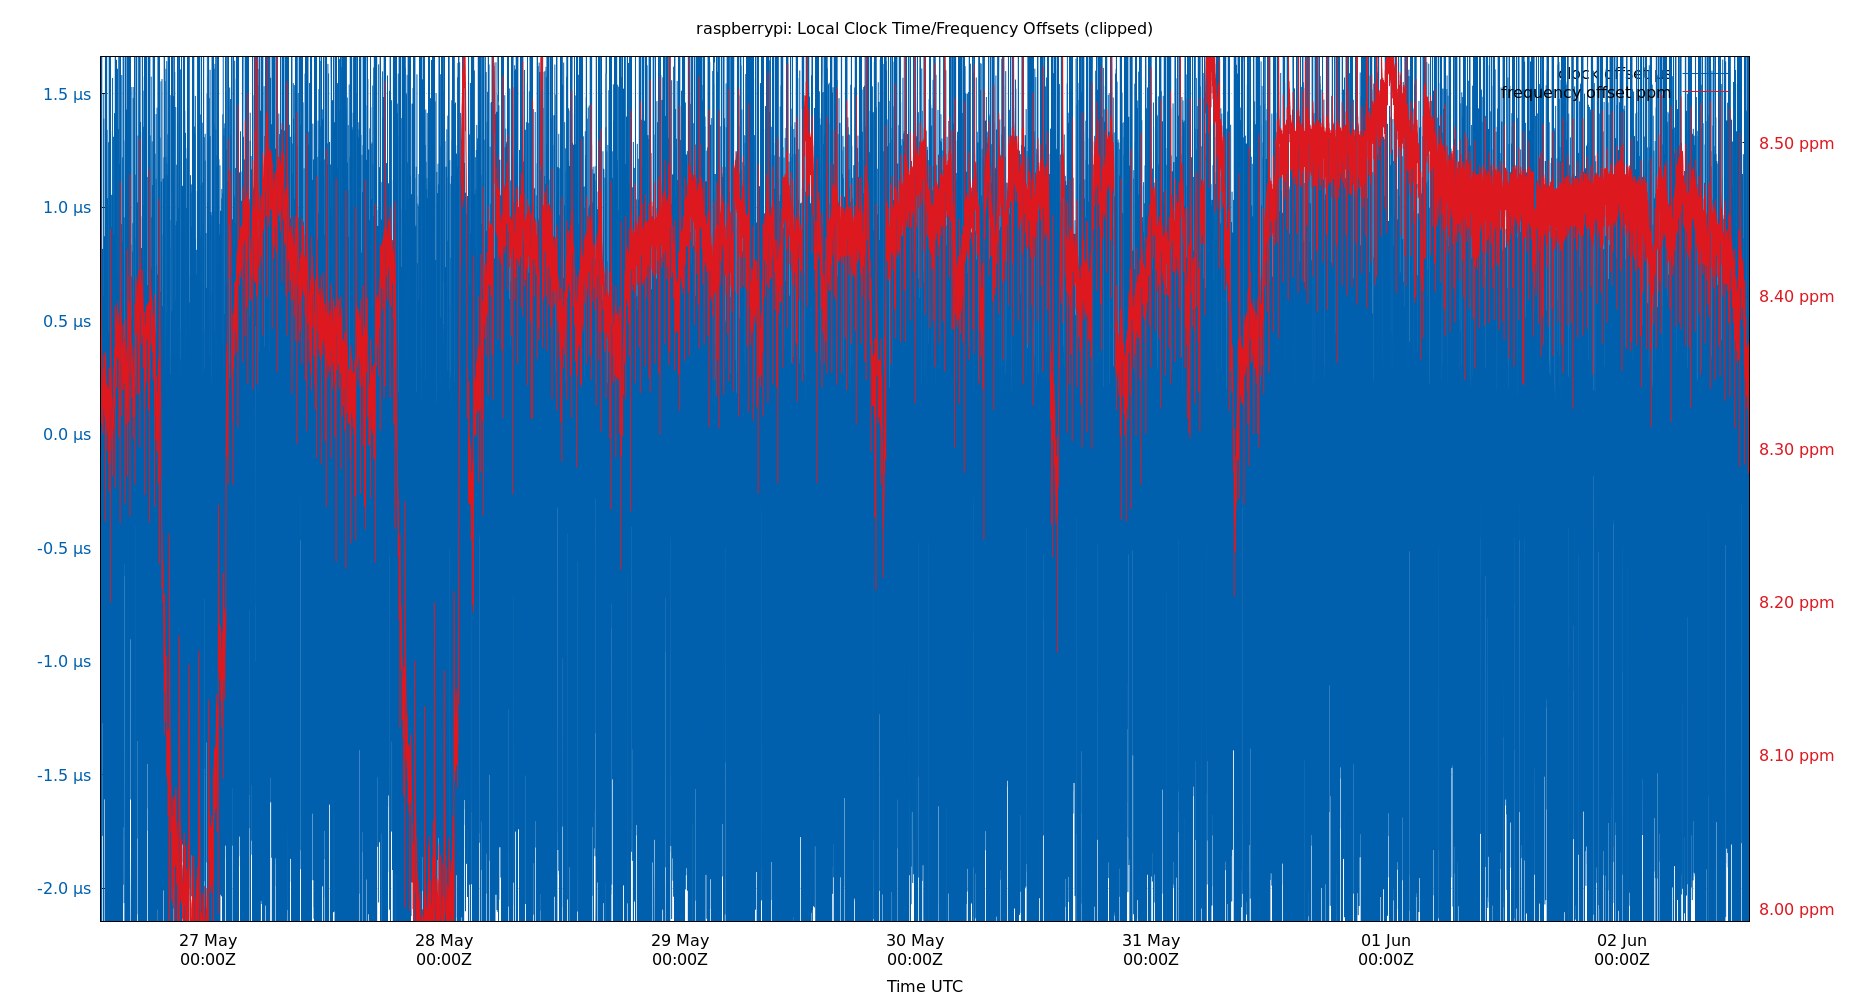 raspberrypi: Local Clock Time/Frequency Offsets (clipped)
clock offset µs
frequency offset ppm
1.5 µs
1.0 µs
0.5 µs
0.0 µs
-0.5 µs
-1.0 µs
-1.5 µs
-2.0 µs
8.50 ppm
8.40 ppm
8.30 ppm
8.20 ppm
8.10 ppm
8.00 ppm
27 May
00:00Z
28 May
00:00Z
29 May
00:00Z
30 May
00:00Z
31 May
00:00Z
01 Jun
00:00Z
02 Jun
00:00Z
Time UTC